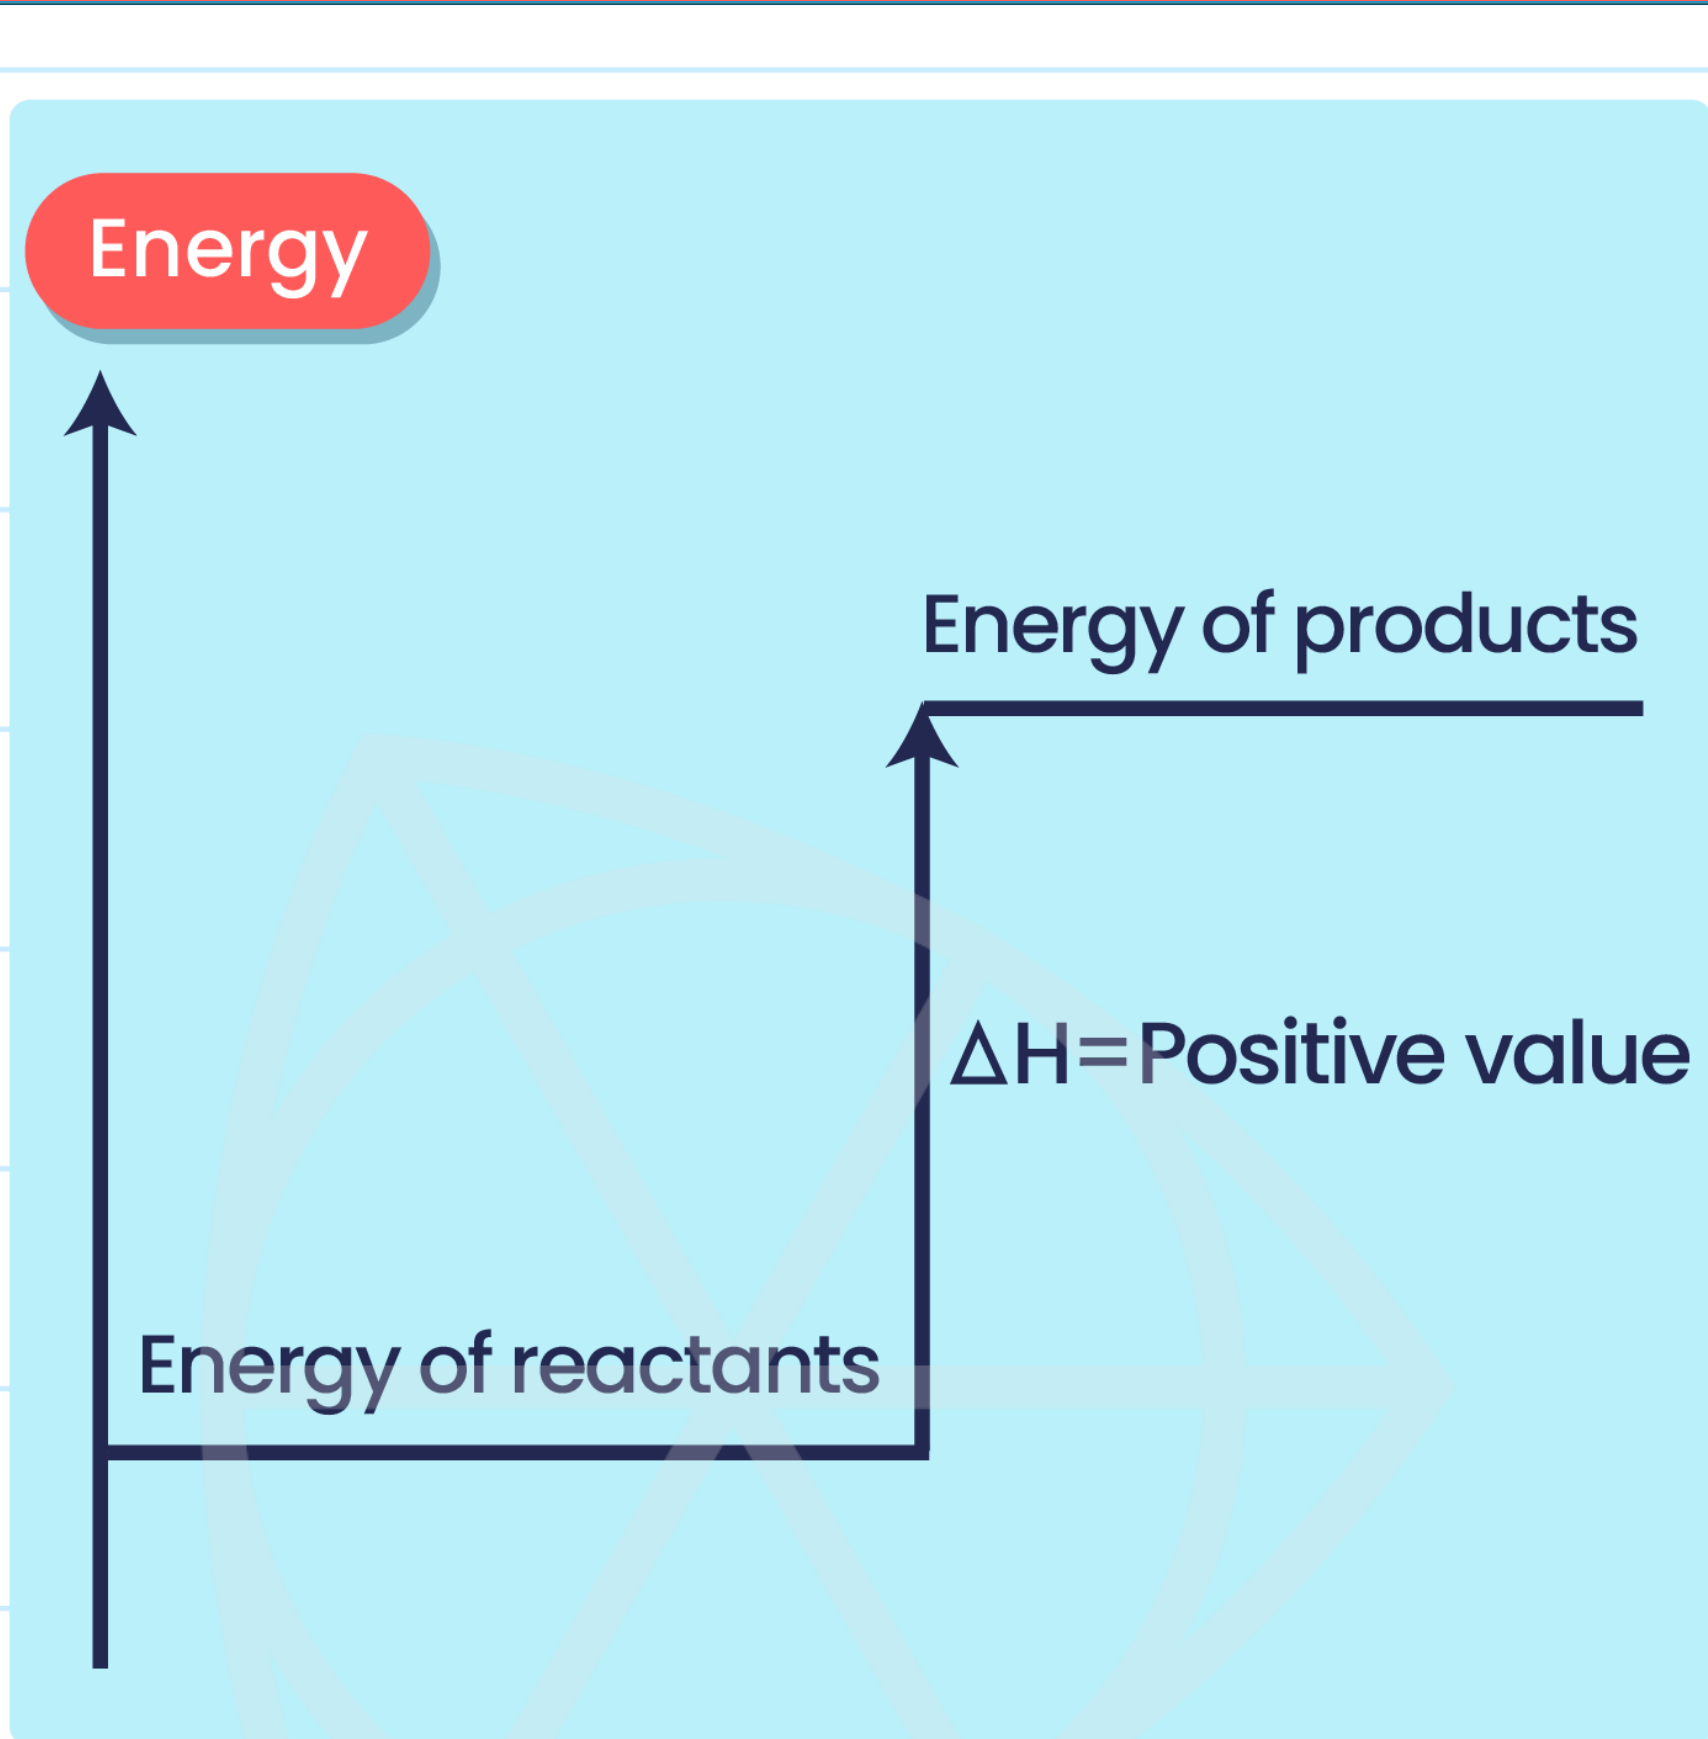 Energy
Energy of products
ΔH=Positive value
Energy of reactants